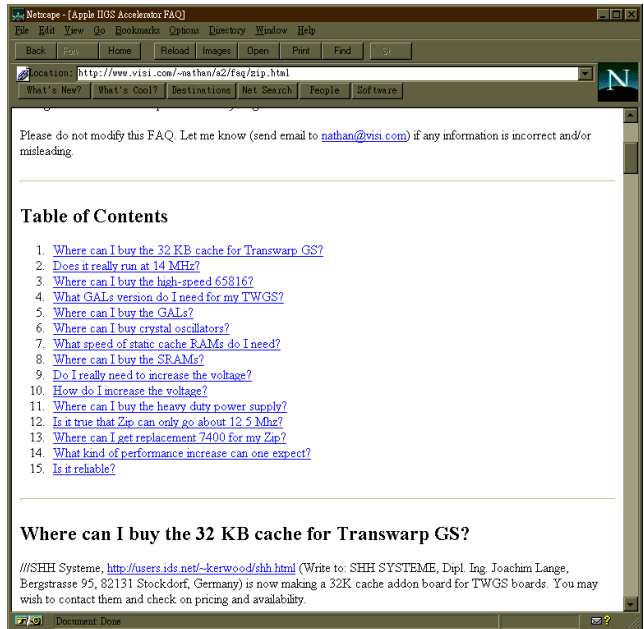 Netscape - [Apple IIGS Accelerator FAQ]
File Edit View Go Bookmarks Options Directory Window Help
Back Forw Home Reload Images Open Print Find St
Location: http://www.visi.com/~nathan/a2/faq/zip.html
N
What's New? What's Cool? Destinations Net Search People Software
Please do not modify this FAQ. Let me know (send email to nathan@visi.com) if any information is incorrect and/or
misleading.
Table of Contents
1. Where can I buy the 32 KB cache for Transwarp GS?
2. Does it really run at 14 MHz?
3. Where can I buy the high-speed 65816?
4. What GALs version do I need for my TWGS?
5. Where can I buy the GALs?
6. Where can I buy crystal oscillators?
7. What speed of static cache RAMs do I need?
8. Where can I buy the SRAMs?
9. Do I really need to increase the voltage?
10. How do I increase the voltage?
11. Where can I buy the heavy duty power supply?
12. Is it true that Zip can only go about 12.5 Mhz?
13. Where can I get replacement 7400 for my Zip?
14. What kind of performance increase can one expect?
15. Is it reliable?
Where can I buy the 32 KB cache for Transwarp GS?
///SHH Systeme, http://users.ids.net/~kerwood/shh.html (Write to: SHH SYSTEME, Dipl. Ing. Joachim Lange,
Bergstrasse 95, 82131 Stockdorf, Germany) is now making a 32K cache addon board for TWGS boards. You may
wish to contact them and check on pricing and availability.
Document: Done